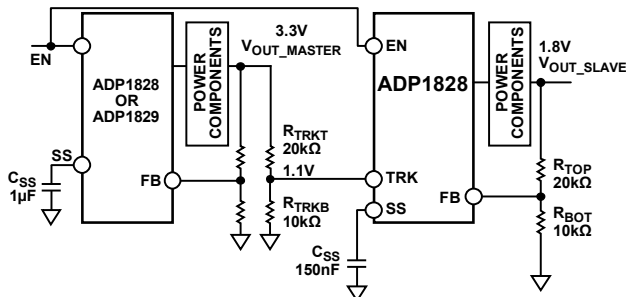 EN
ADP1828
OR
ADP1829
SS
CSS
1µF
FB
POWER
COMPONENTS
3.3V
VOUT_MASTER
RTRKT
20kΩ
1.1V
RTRKB
10kΩ
EN
ADP1828
TRK
SS
FB
CSS
150nF
POWER
COMPONENTS
1.8V
VOUT_SLAVE
RTOP
20kΩ
RBOT
10kΩ